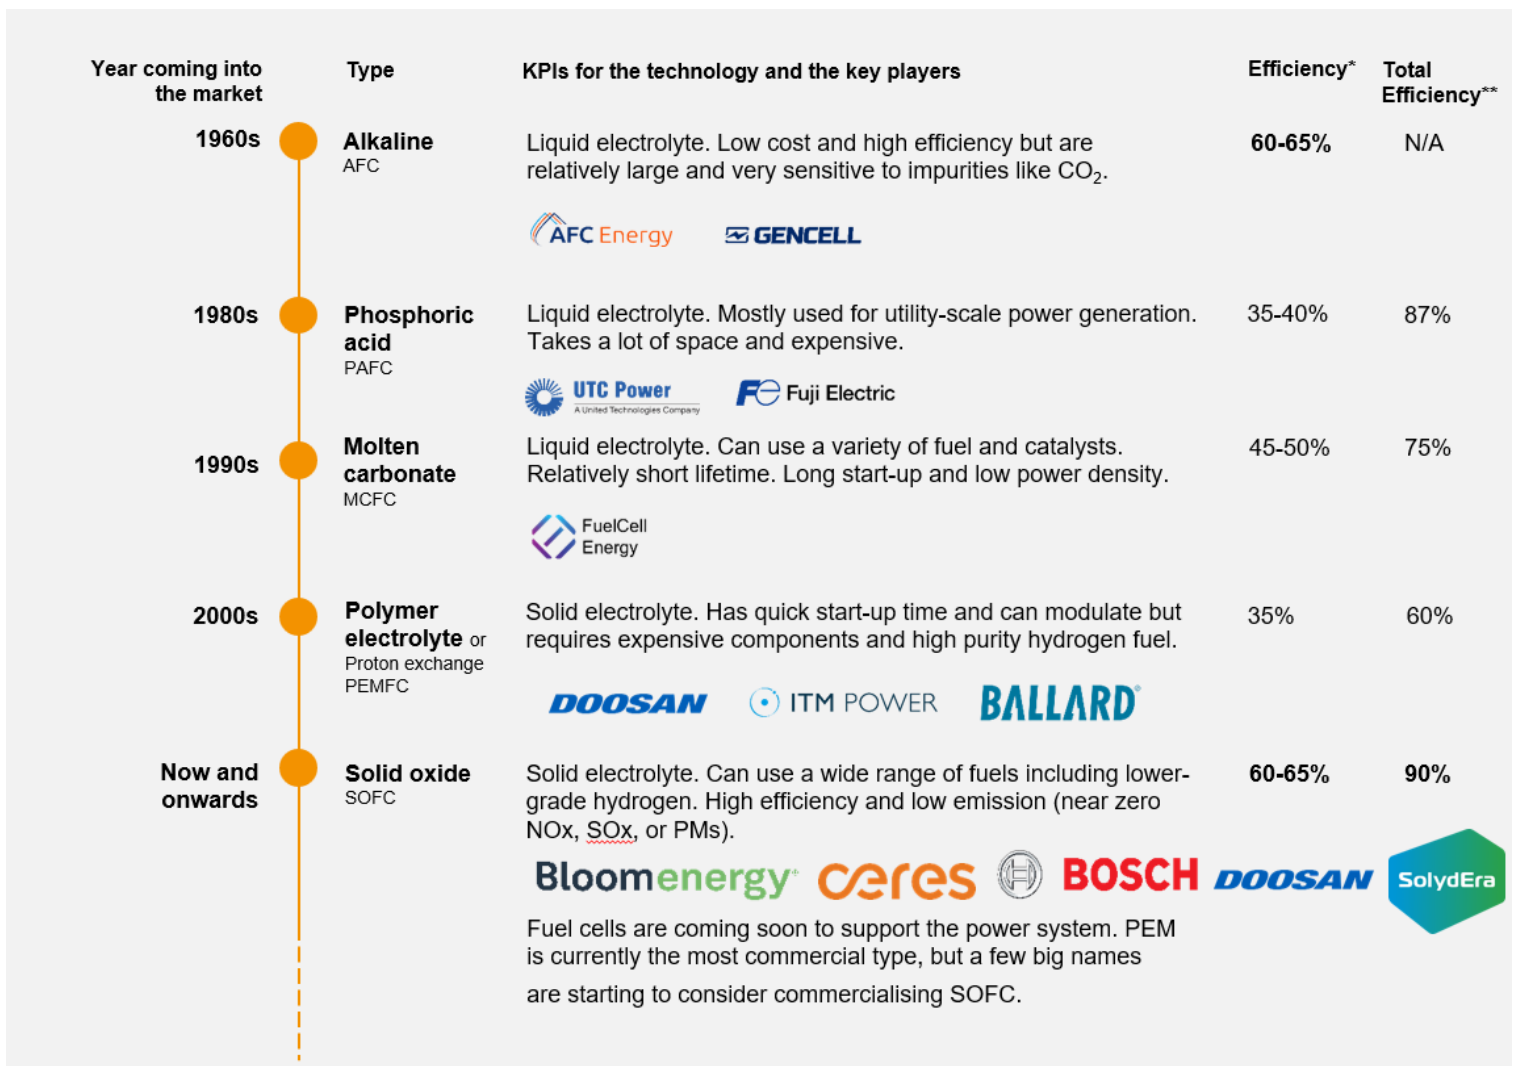 Year coming into
the market
Type
KPIs for the technology and the key players
Efficiency*
Total
Efficiency**
1960s
Alkaline
AFC
Liquid electrolyte. Low cost and high efficiency but are
relatively large and very sensitive to impurities like CO₂.
60-65%
N/A
AFC Energy
GENCELL
1980s
Phosphoric
acid
PAFC
Liquid electrolyte. Mostly used for utility-scale power generation.
Takes a lot of space and expensive.
35-40%
87%
UTC Power
A United Technologies Company
Fe Fuji Electric
1990s
Molten
carbonate
MCFC
Liquid electrolyte. Can use a variety of fuel and catalysts.
Relatively short lifetime. Long start-up and low power density.
45-50%
75%
FuelCell
Energy
2000s
Polymer
electrolyte or
Proton exchange
PEMFC
Solid electrolyte. Has quick start-up time and can modulate but
requires expensive components and high purity hydrogen fuel.
35%
60%
DOOSAN
ITM POWER
BALLARD®
Now and
onwards
Solid oxide
SOFC
Solid electrolyte. Can use a wide range of fuels including lower-
grade hydrogen. High efficiency and low emission (near zero
NOx, SOx, or PMs).
60-65%
90%
Bloomenergy
ceres
BOSCH
DOOSAN
SolydEra
Fuel cells are coming soon to support the power system. PEM
is currently the most commercial type, but a few big names
are starting to consider commercialising SOFC.